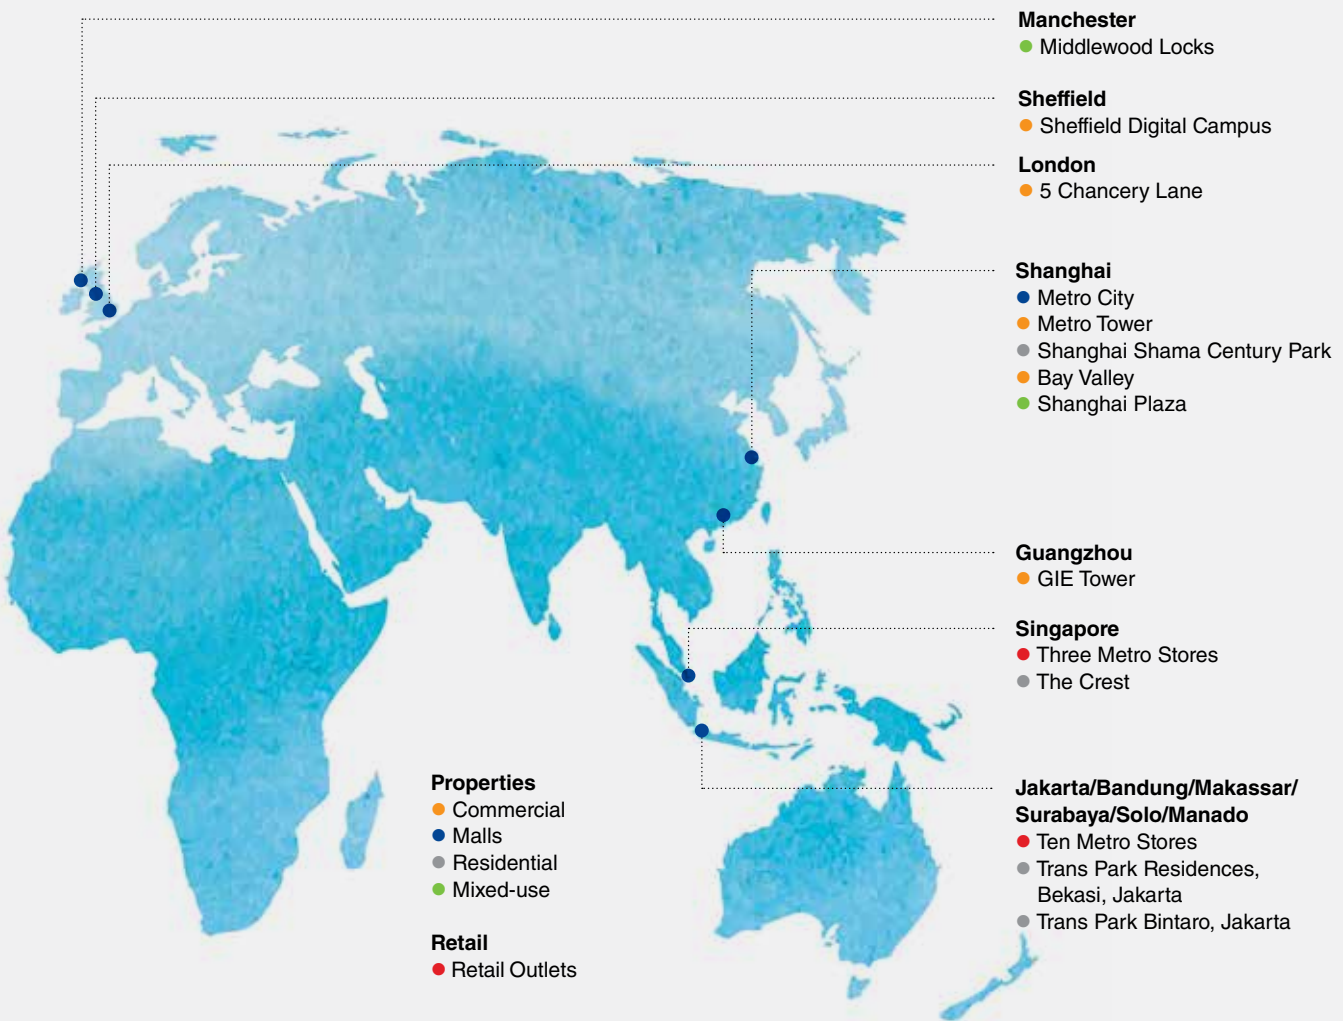 Manchester
Middlewood Locks
Sheffield
Sheffield Digital Campus
London
5 Chancery Lane
Shanghai
Metro City
Metro Tower
Shanghai Shama Century Park
Bay Valley
Shanghai Plaza
Guangzhou
GIE Tower
Singapore
Three Metro Stores
The Crest
Jakarta/Bandung/Makassar/
Surabaya/Solo/Manado
Ten Metro Stores
Trans Park Residences,
Bekasi, Jakarta
Trans Park Bintaro, Jakarta
Properties
Commercial
Malls
Residential
Mixed-use
Retail
Retail Outlets